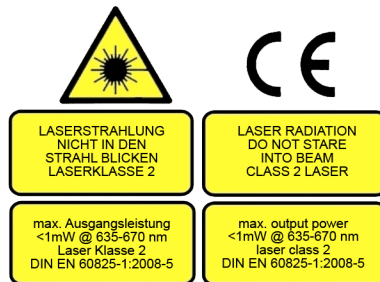 CE
LASERSTRAHLUNG
NICHT IN DEN
STRAHL BLICKEN
LASERKLASSE 2
LASER RADIATION
DO NOT STARE
INTO BEAM
CLASS 2 LASER
max. Ausgangsleistung
<1mW @ 635-670 nm
Laser Klasse 2
DIN EN 60825-1:2008-5
max. output power
<1mW @ 635-670 nm
laser class 2
DIN EN 60825-1:2008-5